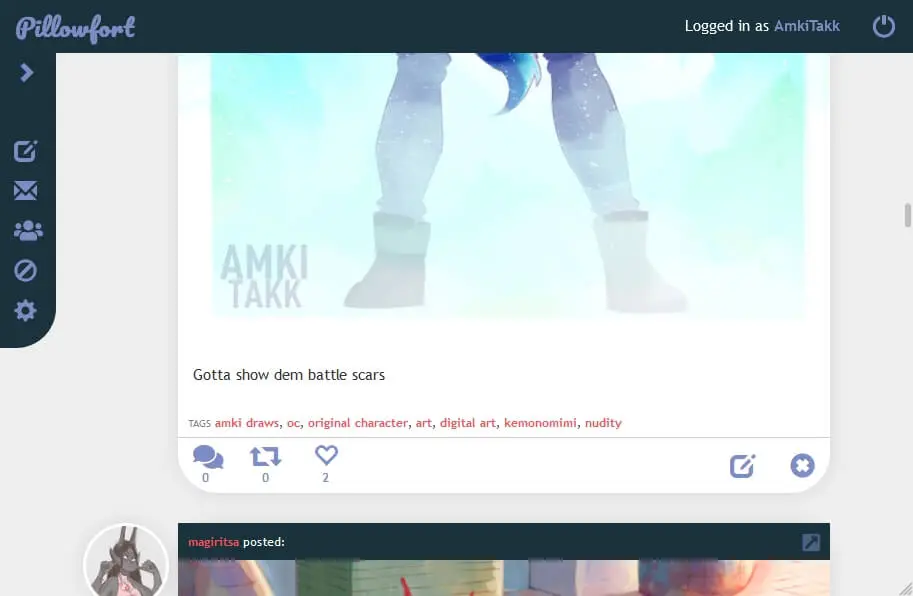 Pillowfort
Logged in as AmkiTakk
AMKI
TAKK
Gotta show dem battle scars
TAGS amki draws, oc, original character, art, digital art, kemonomimi, nudity
0 0 2
magiritsa posted: